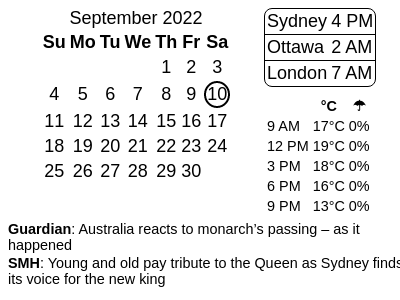 September 2022
Su Mo Tu We Th Fr Sa
1 2 3
4 5 6 7 8 9 10
11 12 13 14 15 16 17
18 19 20 21 22 23 24
25 26 27 28 29 30
Sydney 4 PM
Ottawa 2 AM
London 7 AM
°C ☂
9 AM 17°C 0%
12 PM 19°C 0%
3 PM 18°C 0%
6 PM 16°C 0%
9 PM 13°C 0%
Guardian: Australia reacts to monarch’s passing – as it
happened
SMH: Young and old pay tribute to the Queen as Sydney finds
its voice for the new king